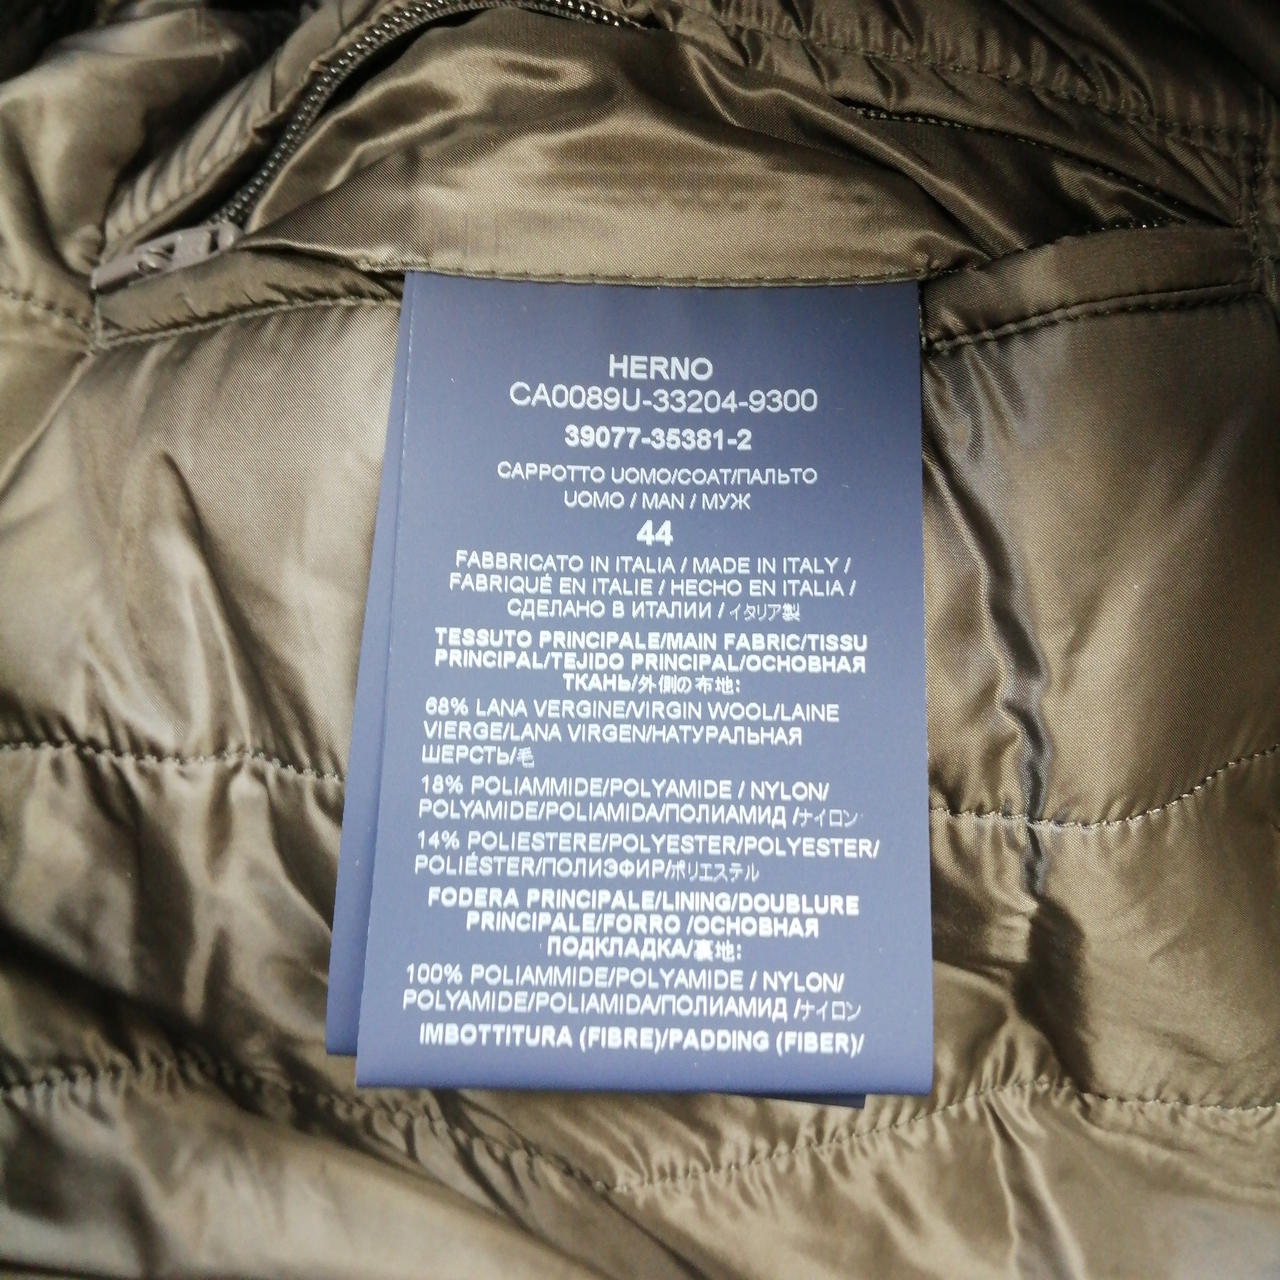 HERNO
CA0089U-33204-9300
39077-35381-2
CAPPOTTO UOMO/COAT/ПАЛЬТО
UOMO / MAN / МУЖ
44
FABBRICATO IN ITALIA / MADE IN ITALY /
FABRIQUÉ EN ITALIE / HECHO EN ITALIA /
СДЕЛАНО В ИТАЛИИ / イタリア製
TESSUTO PRINCIPALE/MAIN FABRIC/TISSU
PRINCIPAL/TEJIDO PRINCIPAL/ОСНОВНАЯ
ТКАНЬ/外側の布地:
68% LANA VERGINE/VIRGIN WOOL/LAINE
VIERGE/LANA VIRGEN/НАТУРАЛЬНАЯ
ШЕРСТЬ/毛
18% POLIAMMIDE/POLYAMIDE / NYLON/
POLYAMIDE/POLIAMIDA/ПОЛИАМИД /ナイロン
14% POLIESTERE/POLYESTER/POLYESTER/
POLIÉSTER/ПОЛИЭФИР/ポリエステル
FODERA PRINCIPALE/LINING/DOUBLURE
PRINCIPALE/FORRO /ОСНОВНАЯ
ПОДКЛАДКА/裏地:
100% POLIAMMIDE/POLYAMIDE / NYLON/
POLYAMIDE/POLIAMIDA/ПОЛИАМИД /ナイロン
IMBOTTITURA (FIBRE)/PADDING (FIBER)/